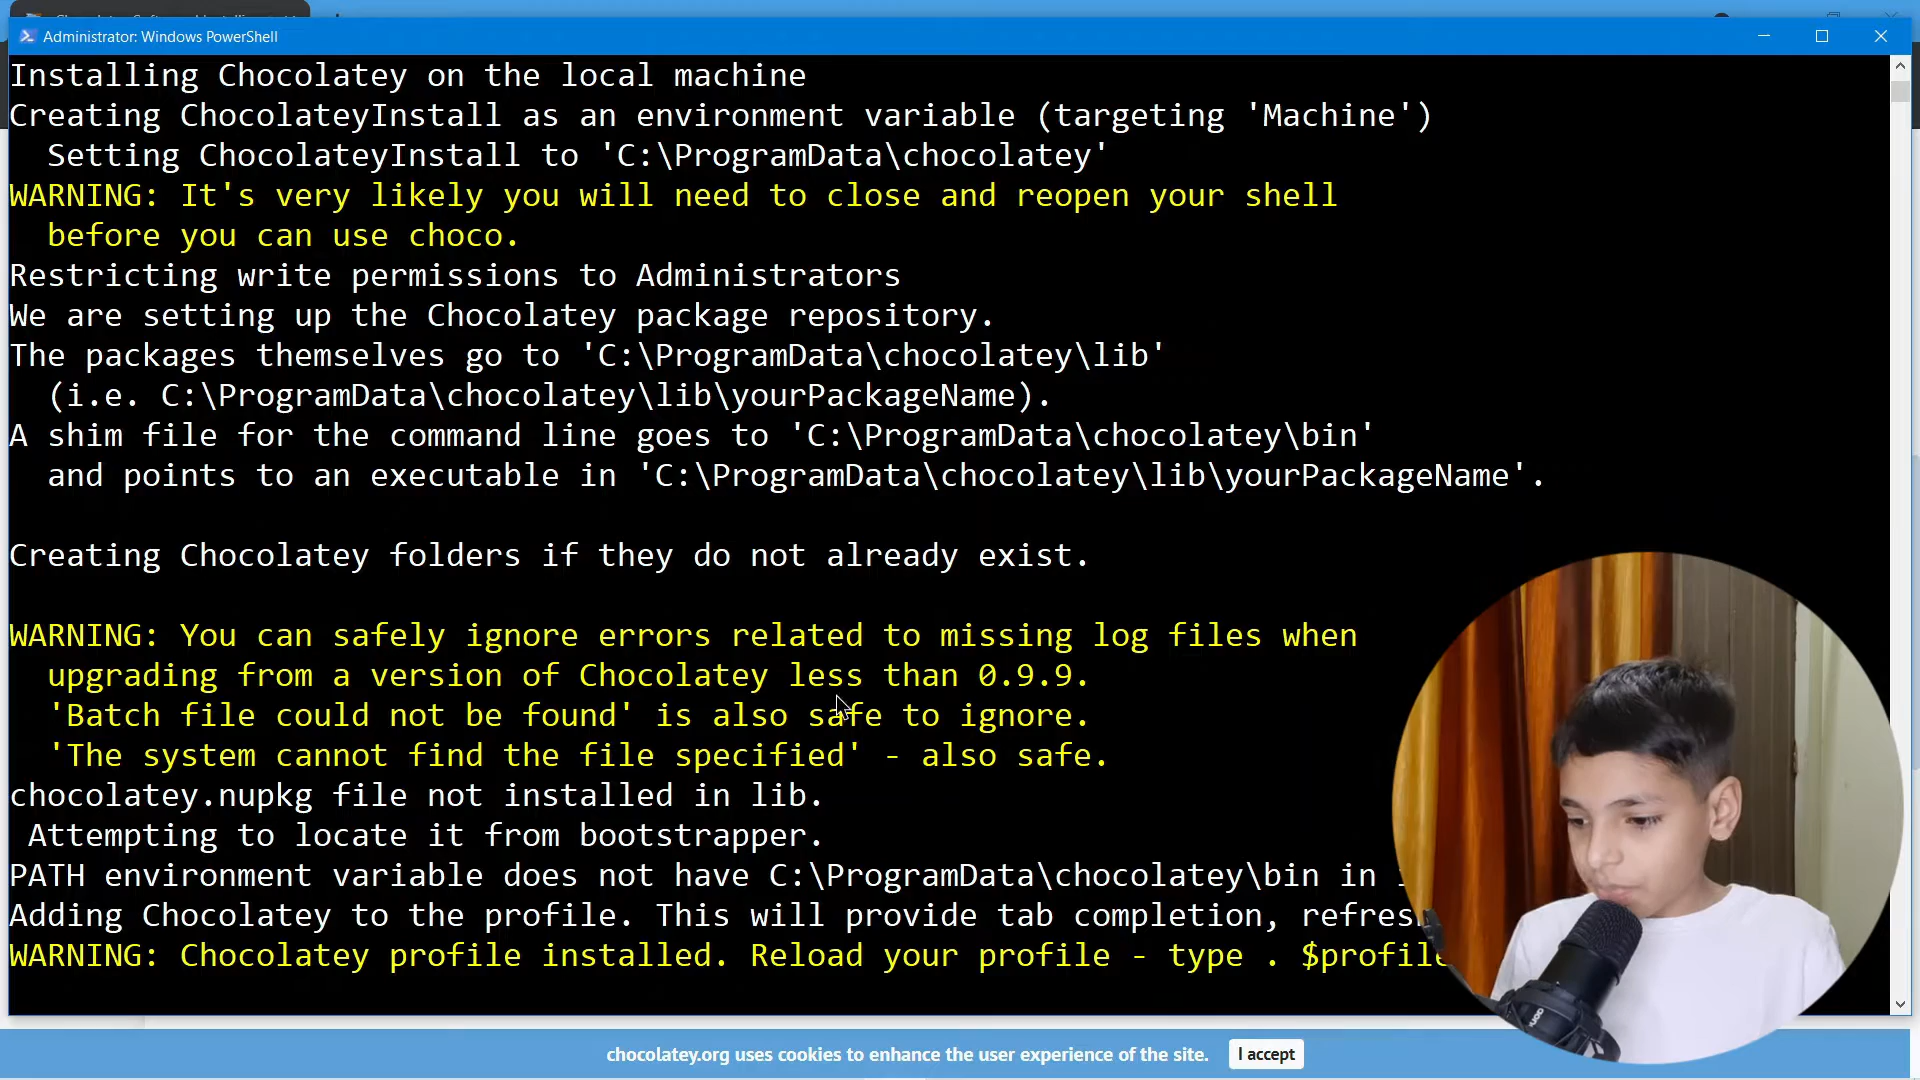 Administrator: Windows PowerShell
Installing Chocolatey on the local machine
Creating ChocolateyInstall as an environment variable (targeting 'Machine')
Setting ChocolateyInstall to 'C:\ProgramData\chocolatey'
WARNING: It's very likely you will need to close and reopen your shell
before you can use choco.
Restricting write permissions to Administrators
We are setting up the Chocolatey package repository.
The packages themselves go to 'C:\ProgramData\chocolatey\lib'
(i.e. C:\ProgramData\chocolatey\lib\yourPackageName).
A shim file for the command line goes to 'C:\ProgramData\chocolatey\bin'
and points to an executable in 'C:\ProgramData\chocolatey\lib\yourPackageName'.
Creating Chocolatey folders if they do not already exist.
WARNING: You can safely ignore errors related to missing log files when
upgrading from a version of Chocolatey less than 0.9.9.
'Batch file could not be found' is also safe to ignore.
'The system cannot find the file specified' - also safe.
chocolatey.nupkg file not installed in lib.
Attempting to locate it from bootstrapper.
PATH environment variable does not have C:\ProgramData\chocolatey\bin in
Adding Chocolatey to the profile. This will provide tab completion, refres
WARNING: Chocolatey profile installed. Reload your profile - type . $profile
chocolatey.org uses cookies to enhance the user experience of the site.
I accept